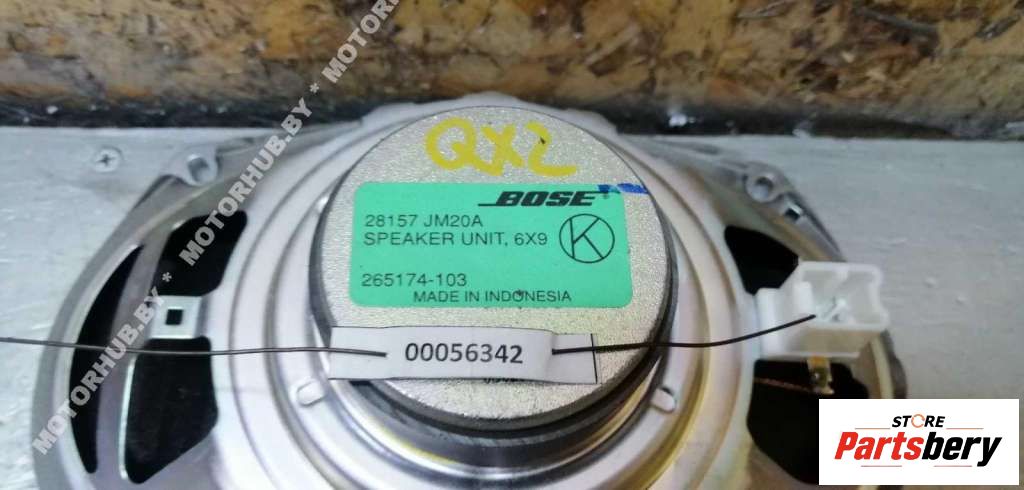 QX2
BOSE
28157 JM20A
SPEAKER UNIT, 6X9
K
265174-103
MADE IN INDONESIA
00056342
MOTORHUB.BY * MOTORHUB.BY * MOTORHUB
STORE
Partsbery